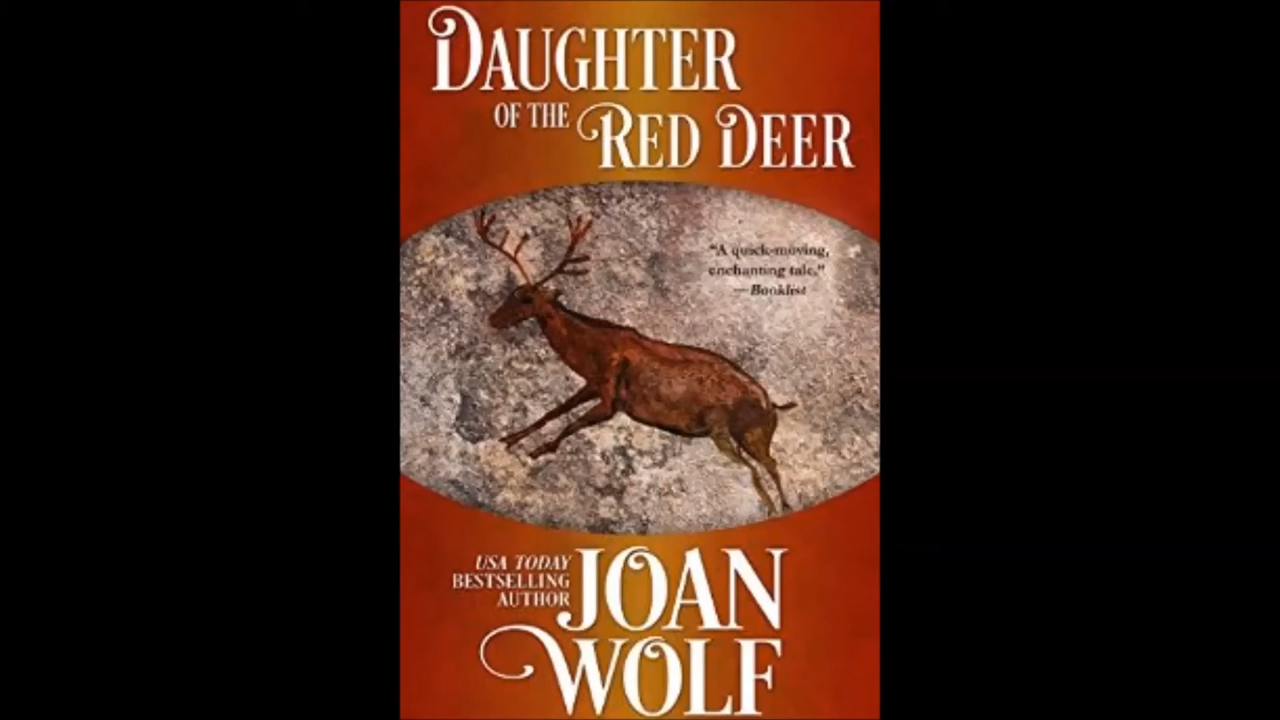 DAUGHTER
OF THE RED DEER
"A quick-moving,
enchanting tale."
—Booklist
USA TODAY
BESTSELLING
AUTHOR
JOAN
WOLF